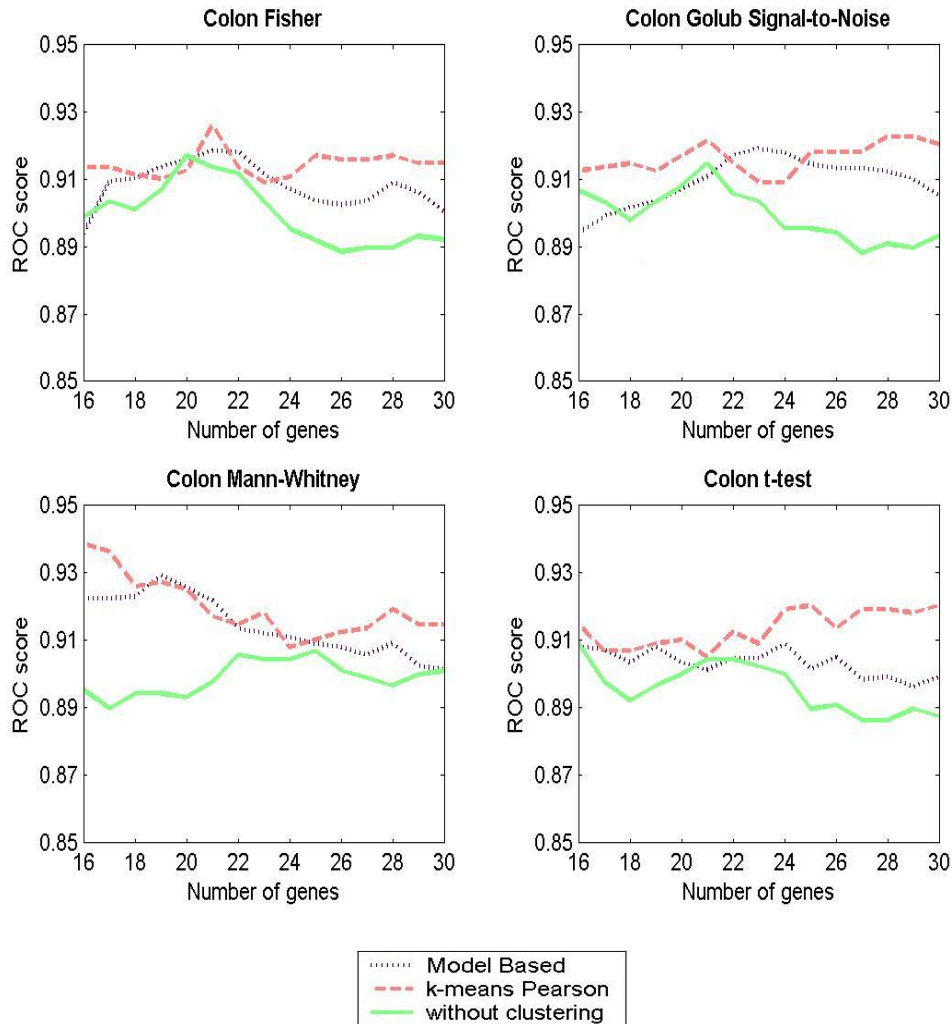 Colon Fisher
ROC score
0.95
0.93
0.91
0.89
0.87
0.85
16 18 20 22 24 26 28 30
Number of genes
Colon Golub Signal-to-Noise
ROC score
0.95
0.93
0.91
0.89
0.87
0.85
16 18 20 22 24 26 28 30
Number of genes
Colon Mann-Whitney
ROC score
0.95
0.93
0.91
0.89
0.87
0.85
16 18 20 22 24 26 28 30
Number of genes
Colon t-test
ROC score
0.95
0.93
0.91
0.89
0.87
0.85
16 18 20 22 24 26 28 30
Number of genes
Model Based
k-means Pearson
without clustering